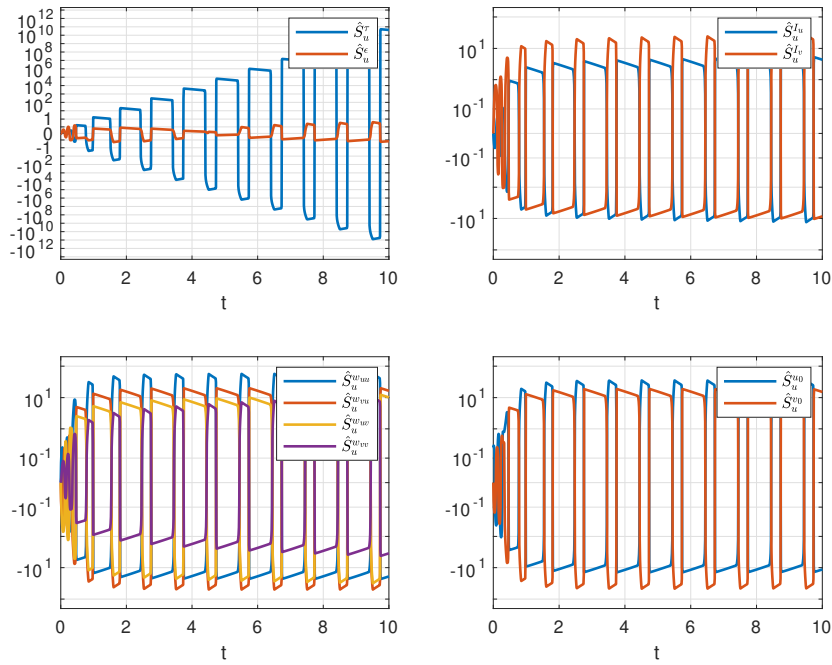 10^12
10^10
10^8
10^6
10^4
10^2
1
0
-1
-10^2
-10^4
-10^6
-10^8
-10^10
-10^12
0 2 4 6 8 10
t
Ŝ_u^τ
Ŝ_u^ϵ
10^1
10^-1
-10^-1
-10^1
0 2 4 6 8 10
t
Ŝ_u^{I_u}
Ŝ_u^{I_v}
10^1
10^-1
-10^-1
-10^1
0 2 4 6 8 10
t
Ŝ_u^{w_{uu}}
Ŝ_u^{w_{vu}}
Ŝ_u^{w_{uv}}
Ŝ_u^{w_{vv}}
10^1
10^-1
-10^-1
-10^1
0 2 4 6 8 10
t
Ŝ_u^{u_0}
Ŝ_u^{v_0}